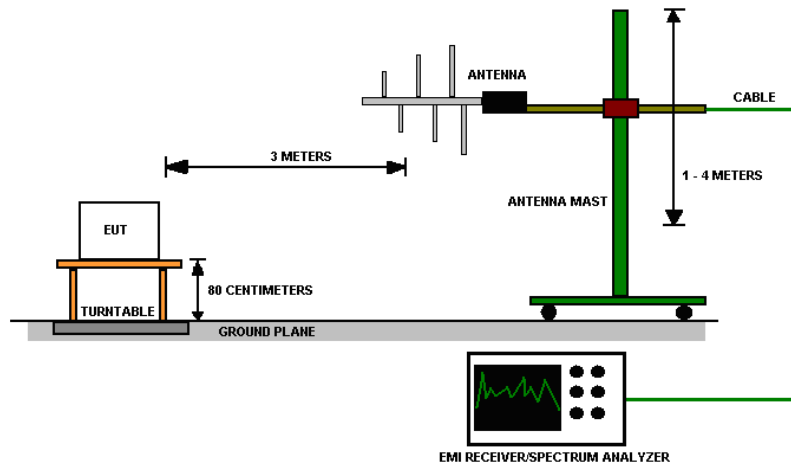 ANTENNA
CABLE
3 METERS
1 - 4 METERS
ANTENNA MAST
EUT
80 CENTIMETERS
TURNTABLE
GROUND PLANE
EMI RECEIVER/SPECTRUM ANALYZER